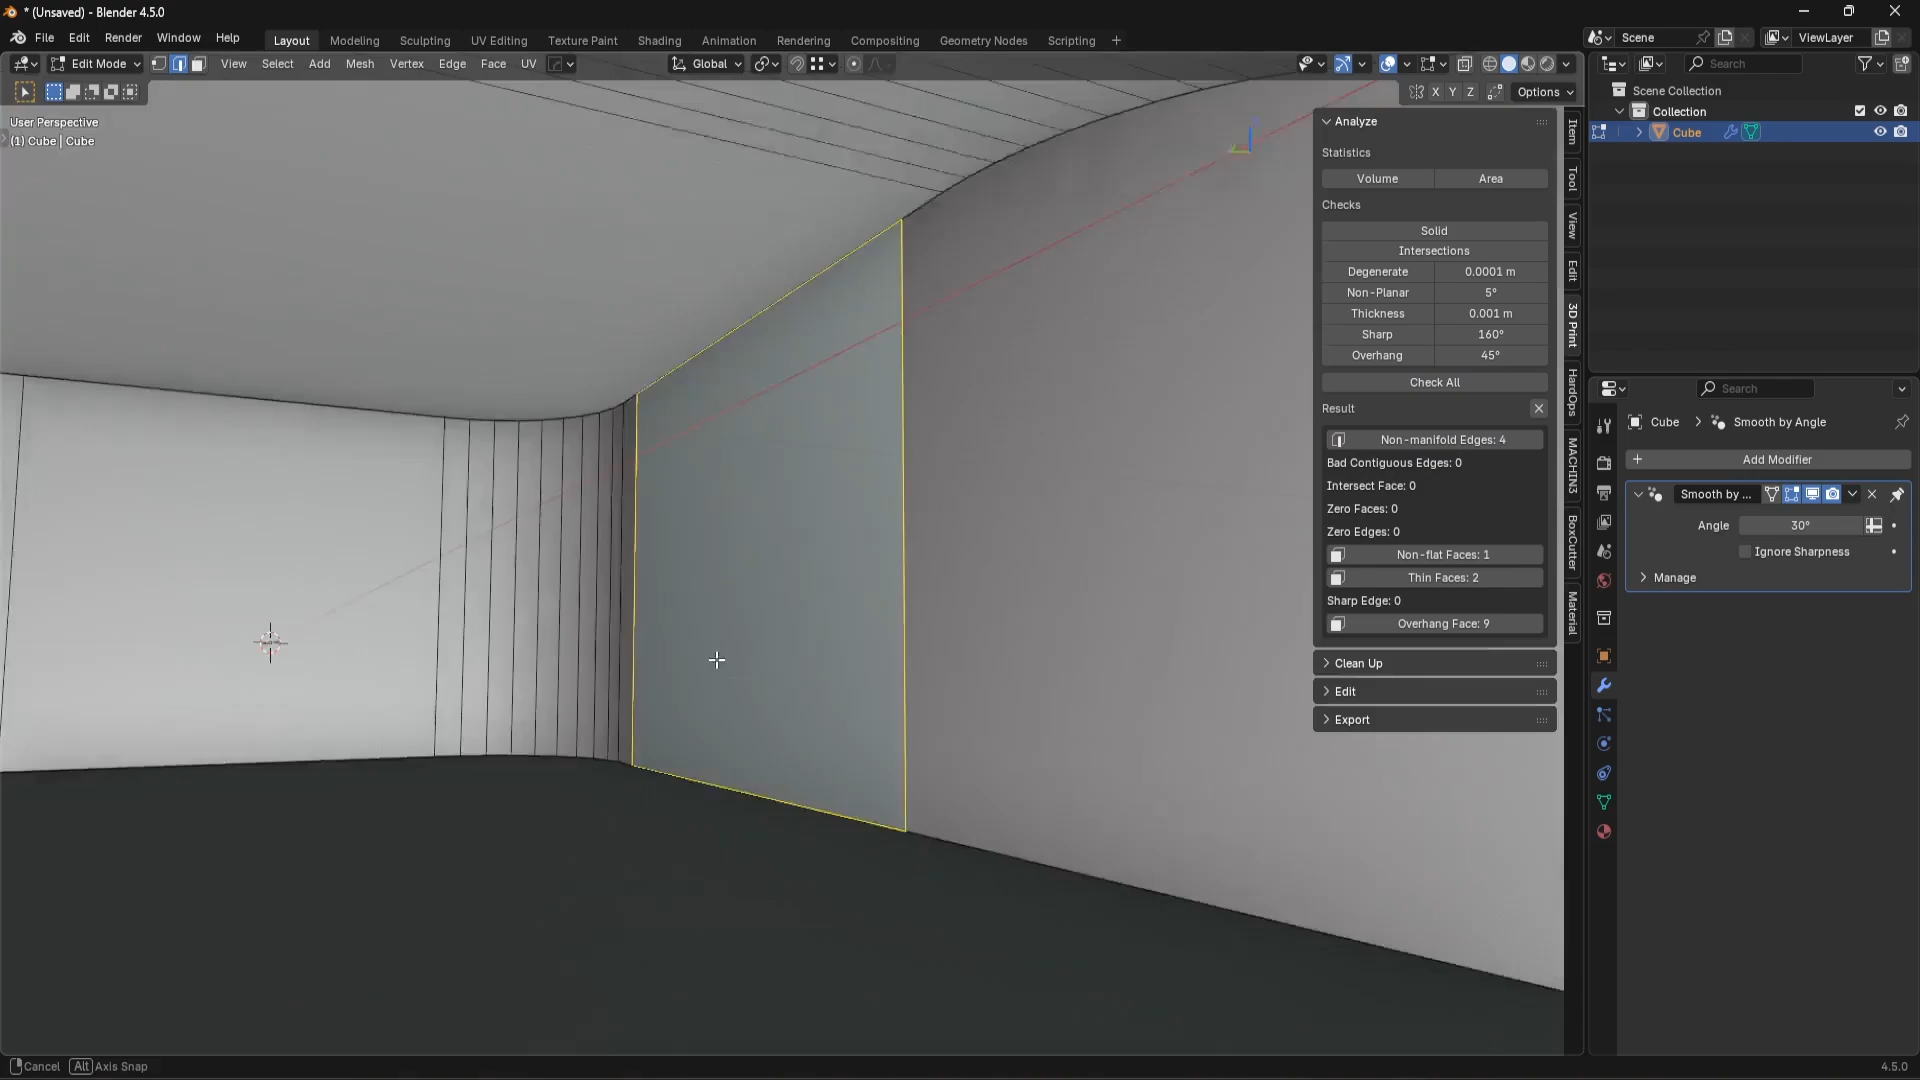 * (Unsaved) - Blender 4.5.0
File Edit Render Window Help Layout Modeling Sculpting UV Editing Texture Paint Shading Animation Rendering Compositing Geometry Nodes Scripting + Scene ViewLayer
Edit Mode View Select Add Mesh Vertex Edge Face UV Global Search
X Y Z Options
User Perspective
(1) Cube | Cube
Scene Collection
Collection
Cube
Analyze
Statistics
Volume Area
Checks
Solid
Intersections
Degenerate 0.0001 m
Non-Planar 5°
Thickness 0.001 m
Sharp 160°
Overhang 45°
Check All
Result
Non-manifold Edges: 4
Bad Contiguous Edges: 0
Intersect Face: 0
Zero Faces: 0
Zero Edges: 0
Non-flat Faces: 1
Thin Faces: 2
Sharp Edge: 0
Overhang Face: 9
Clean Up
Edit
Export
Item
Tool
View
Edit
3D Print
HardOps
MACHIN3
BoxCutter
Material
Search
Cube > Smooth by Angle
+ Add Modifier
Smooth by ...
Angle 30°
Ignore Sharpness
Manage
Cancel Alt Axis Snap 4.5.0